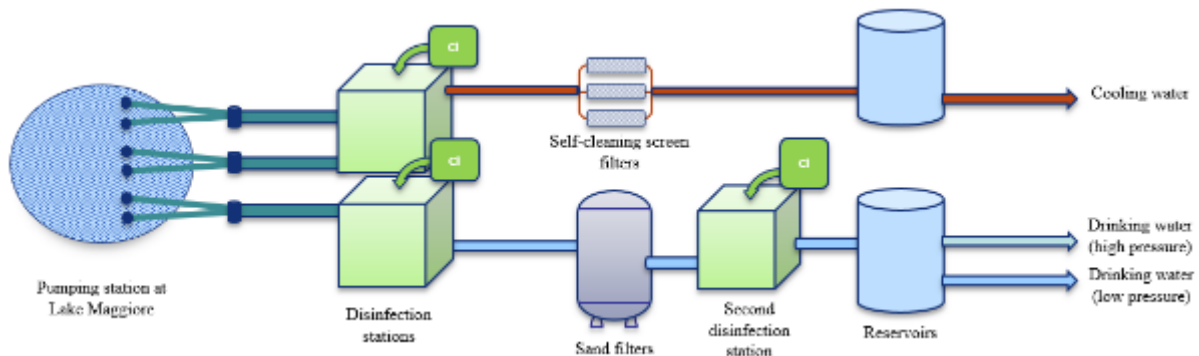 Cl
Cooling water
Self-cleaning screen
filters
Cl
Cl
Drinking water
(high pressure)
Drinking water
(low pressure)
Pumping station at
Lake Maggiore
Disinfection
stations
Sand filters
Second
disinfection
station
Reservoirs